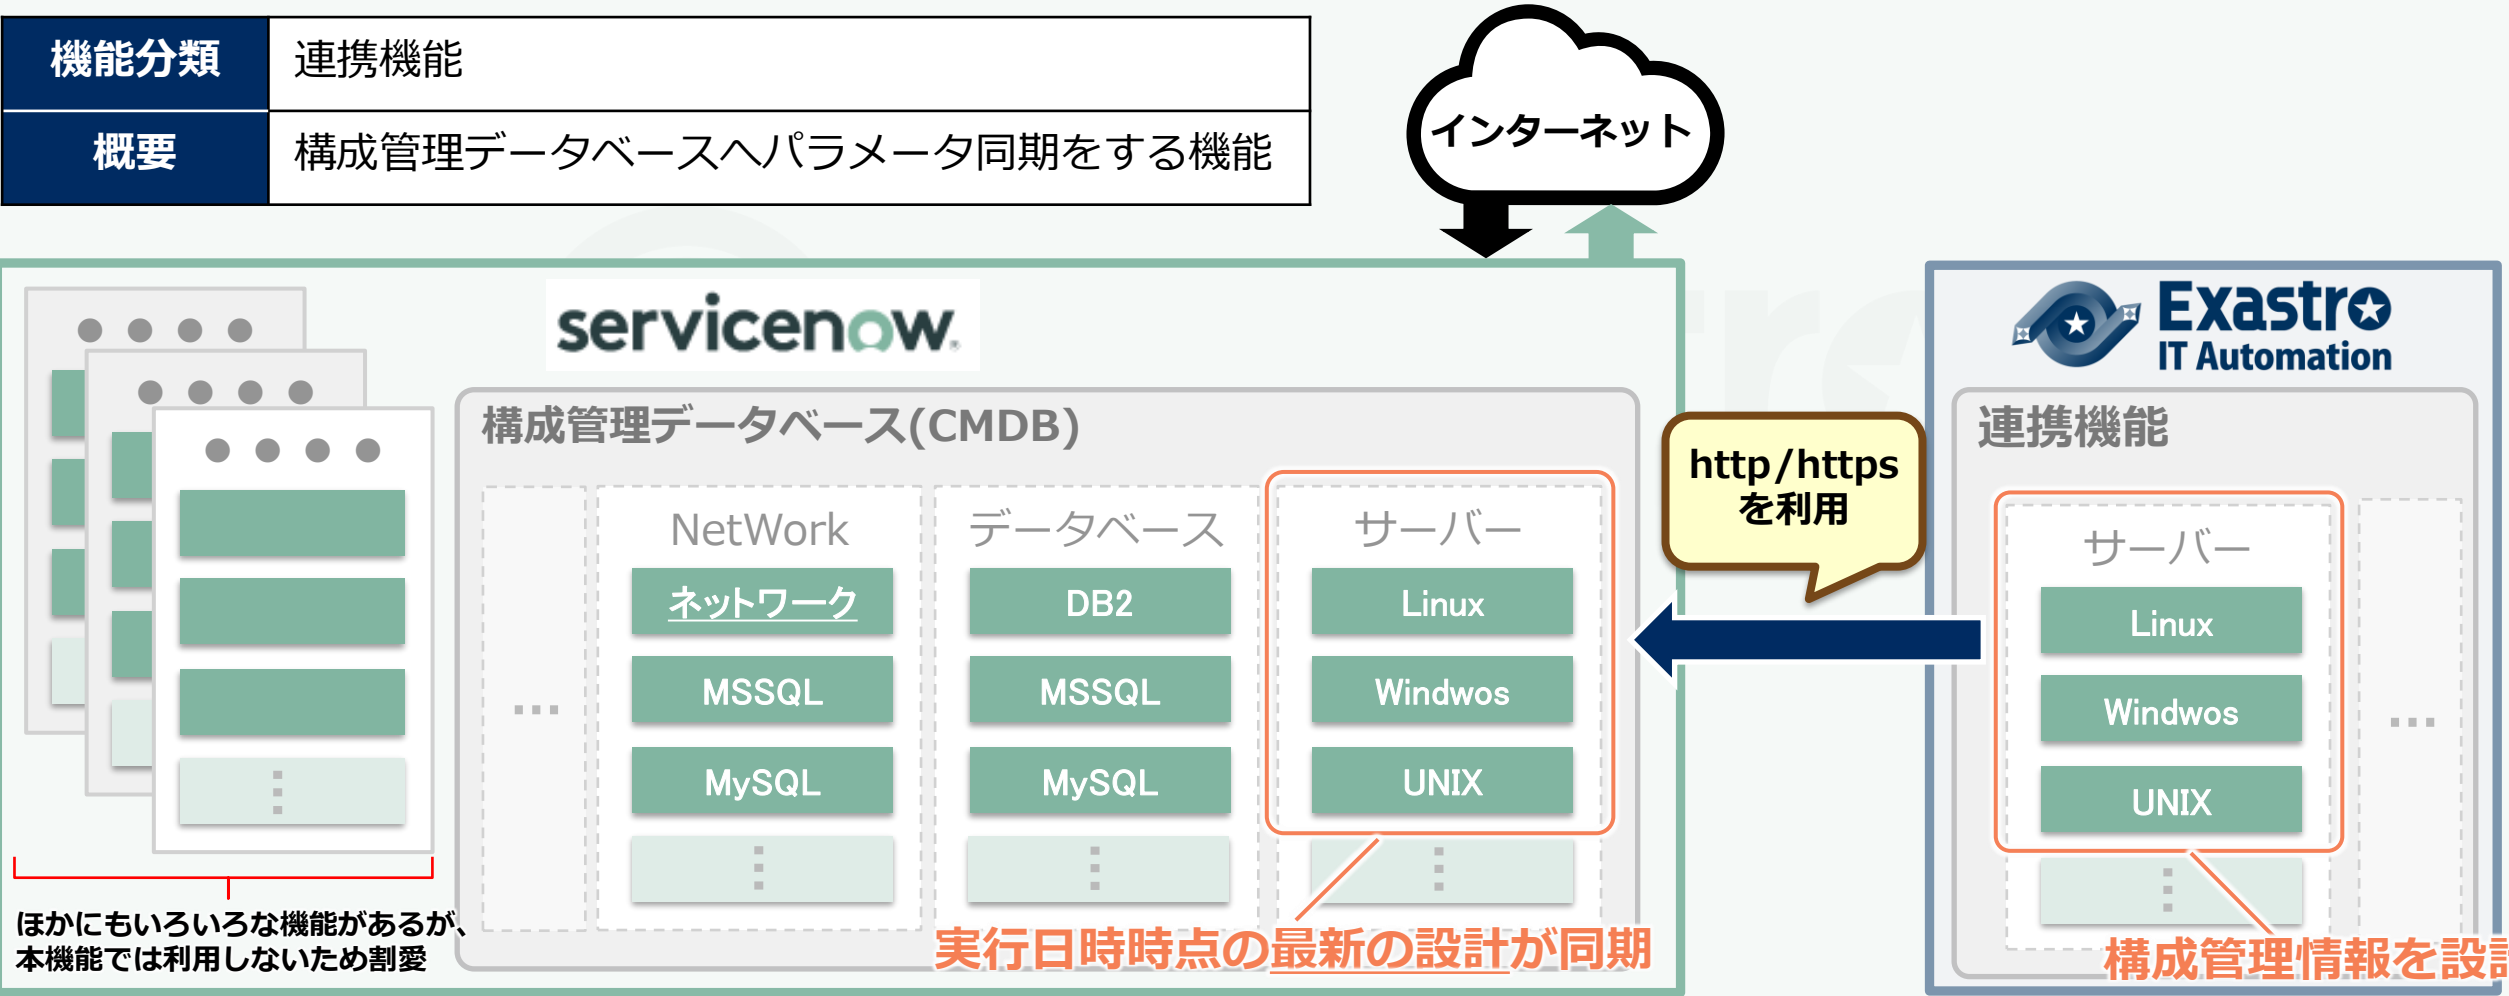 機能分類
連携機能
概要
構成管理データベースへパラメータ同期をする機能
インターネット
servicenow
構成管理データベース(CMDB)
…
NetWork
ネットワーク
MSSQL
MySQL
データベース
DB2
MSSQL
MySQL
サーバー
Linux
Windwos
UNIX
実行日時時点の最新の設計が同期
ほかにもいろいろな機能があるが、
本機能では利用しないため割愛
http/https
を利用
Exastro
IT Automation
連携機能
サーバー
Linux
Windwos
UNIX
…
構成管理情報を設